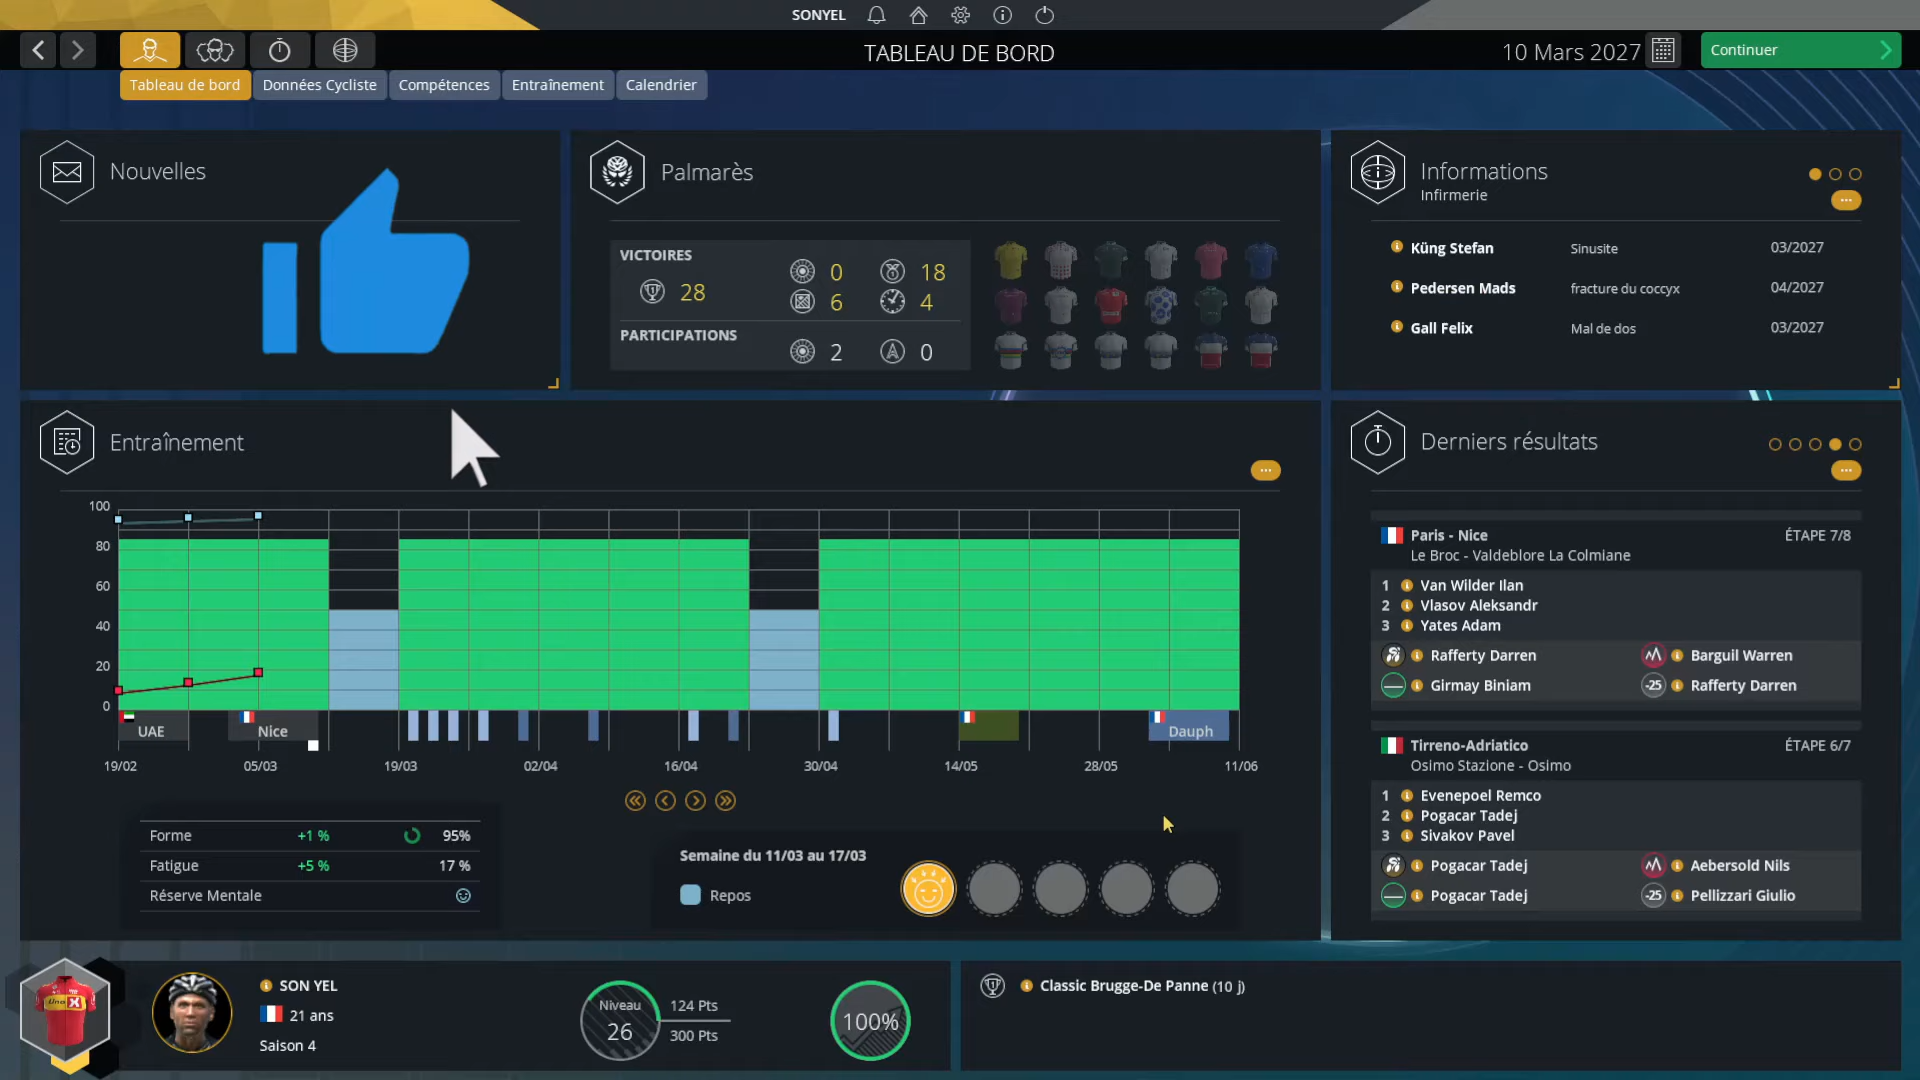 SONYEL
TABLEAU DE BORD
10 Mars 2027
Continuer
Tableau de bord
Données Cycliste
Compétences
Entraînement
Calendrier
Nouvelles
Palmarès
VICTOIRES
28
0
18
6
4
PARTICIPATIONS
2
0
Informations
Infirmerie
Küng Stefan Sinusite 03/2027
Pedersen Mads fracture du coccyx 04/2027
Gall Felix Mal de dos 03/2027
Entraînement
100
80
60
40
20
0
UAE
Nice
Dauph
19/02 05/03 19/03 02/04 16/04 30/04 14/05 28/05 11/06
Forme +1 % 95%
Fatigue +5 % 17 %
Réserve Mentale
Semaine du 11/03 au 17/03
Repos
Derniers résultats
Paris - Nice ÉTAPE 7/8
Le Broc - Valdeblore La Colmiane
1 Van Wilder Ilan
2 Vlasov Aleksandr
3 Yates Adam
Rafferty Darren Barguil Warren
Girmay Biniam -25 Rafferty Darren
Tirreno-Adriatico ÉTAPE 6/7
Osimo Stazione - Osimo
1 Evenepoel Remco
2 Pogacar Tadej
3 Sivakov Pavel
Pogacar Tadej Aebersold Nils
Pogacar Tadej -25 Pellizzari Giulio
Uno X
SON YEL
21 ans
Saison 4
Niveau
26
124 Pts
300 Pts
100%
Classic Brugge-De Panne (10 j)